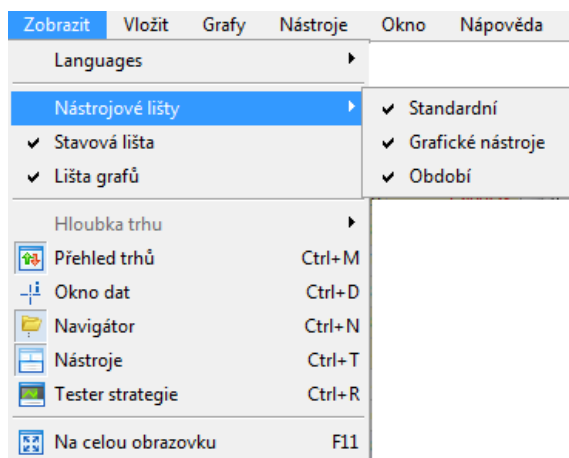 Zobrazit Vložit Grafy Nástroje Okno Nápověda
Languages
Nástrojové lišty
Standardní
Stavová lišta
Grafické nástroje
Lišta grafů
Období
Hloubka trhu
Přehled trhů Ctrl+M
Okno dat Ctrl+D
Navigátor Ctrl+N
Nástroje Ctrl+T
Tester strategie Ctrl+R
Na celou obrazovku F11